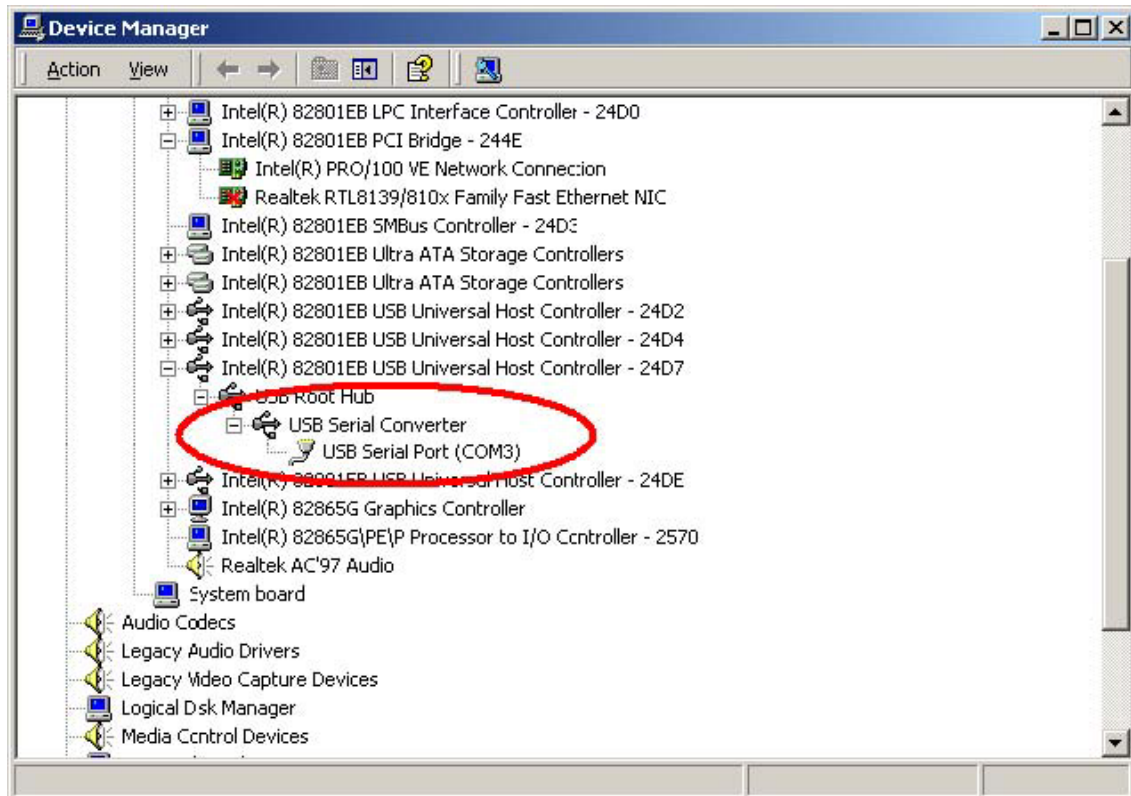 Device Manager
Action View
Intel(R) 82801EB LPC Interface Controller - 24D0
Intel(R) 82801EB PCI Bridge - 244E
Intel(R) PRO/100 VE Network Connection
Realtek RTL8139/810x Family Fast Ethernet NIC
Intel(R) 82801EB SMBus Controller - 24D3
Intel(R) 82801EB Ultra ATA Storage Controllers
Intel(R) 82801EB Ultra ATA Storage Controllers
Intel(R) 82801EB USB Universal Host Controller - 24D2
Intel(R) 82801EB USB Universal Host Controller - 24D4
Intel(R) 82801EB USB Universal Host Controller - 24D7
USB Root Hub
USB Serial Converter
USB Serial Port (COM3)
Intel(R) 82801EB USB Universal Host Controller - 24DE
Intel(R) 82865G Graphics Controller
Intel(R) 82865G\PE\P Processor to I/O Controller - 2570
Realtek AC'97 Audio
System board
Audio Codecs
Legacy Audio Drivers
Legacy Video Capture Devices
Logical Disk Manager
Media Control Devices